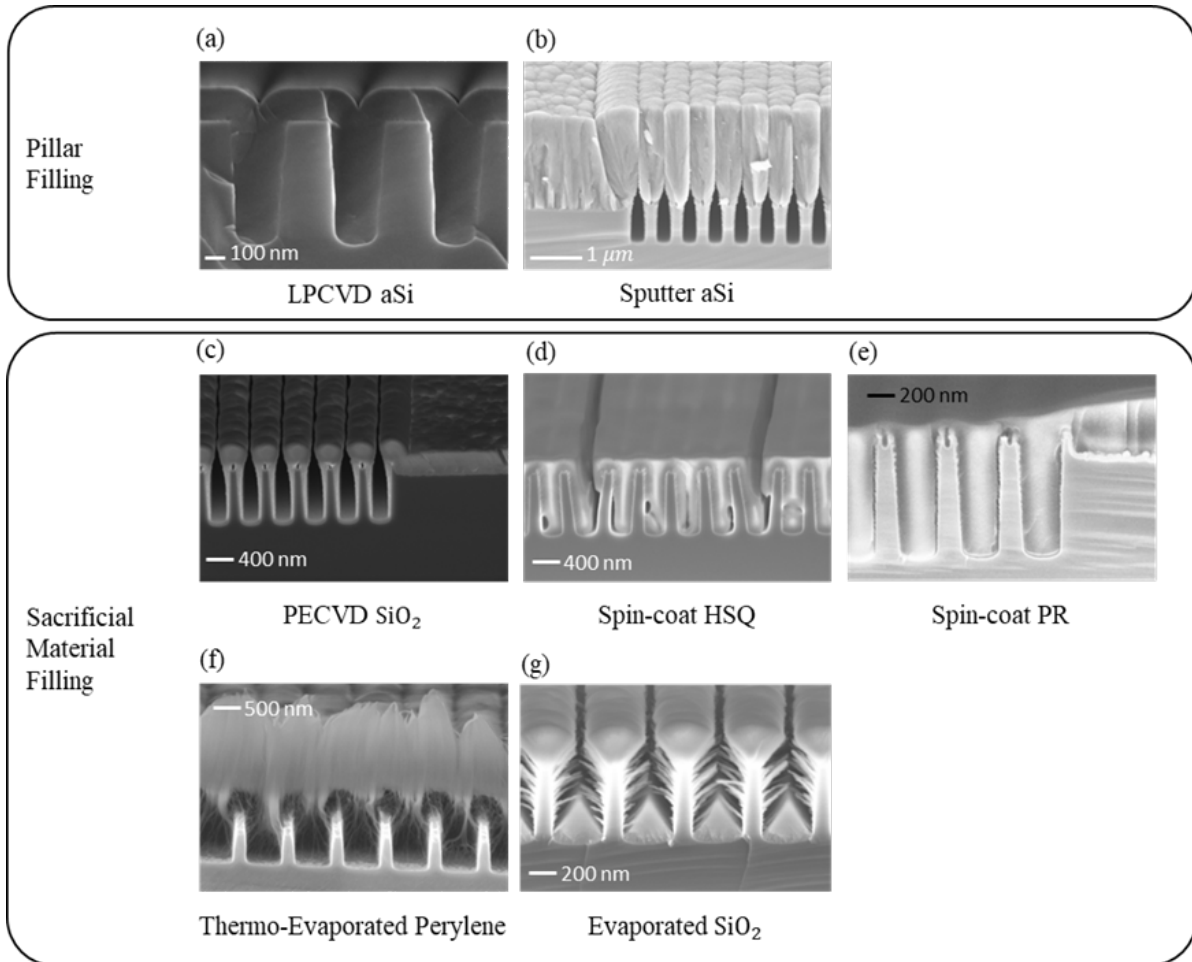 (a)
(b)
Pillar
Filling
100 nm
1 μm
LPCVD aSi
Sputter aSi
(c)
(d)
(e)
200 nm
400 nm
400 nm
PECVD SiO₂
Spin-coat HSQ
Spin-coat PR
Sacrificial
Material
Filling
(f)
(g)
500 nm
200 nm
Thermo-Evaporated Perylene
Evaporated SiO₂